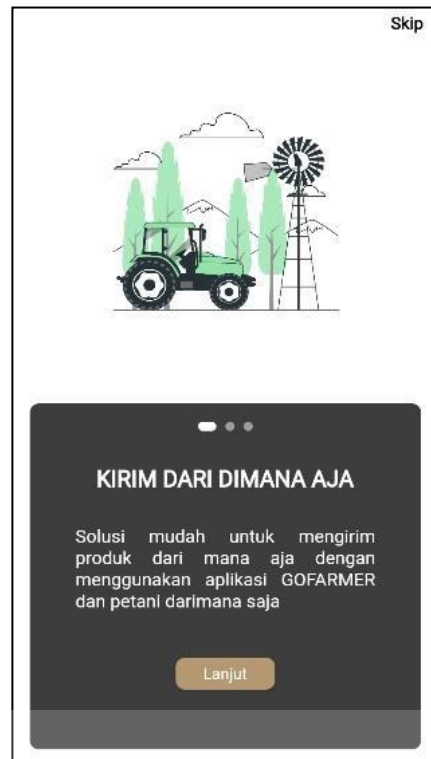 Skip
KIRIM DARI DIMANA AJA
Solusi mudah untuk mengirim
produk dari mana aja dengan
menggunakan aplikasi GOFARMER
dan petani darimana saja
Lanjut